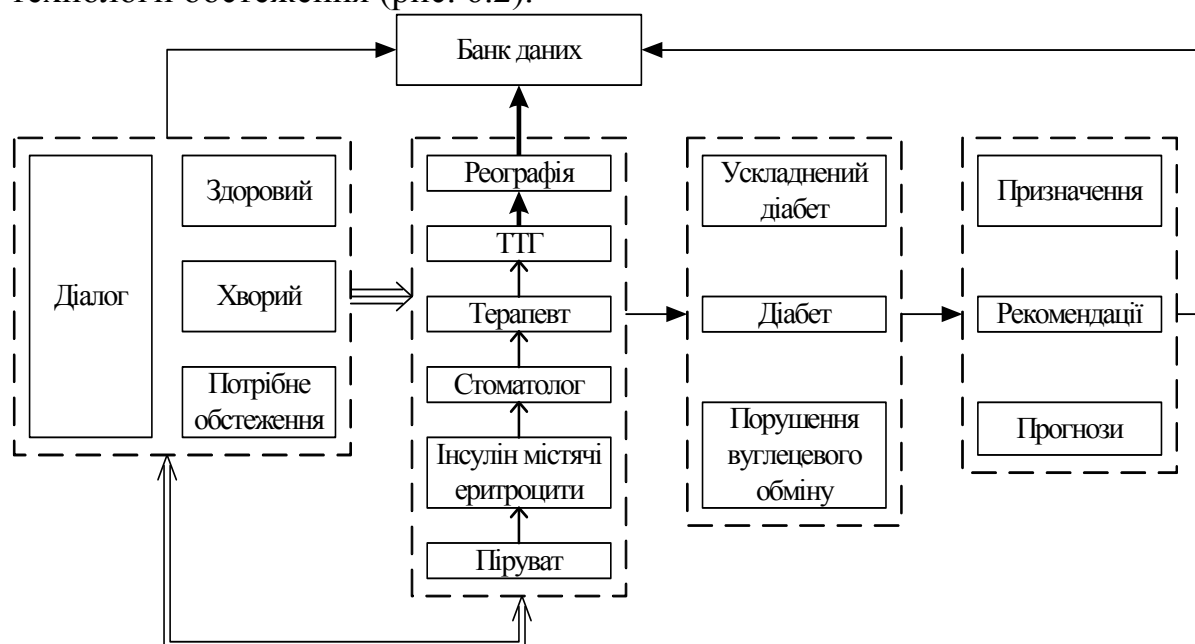 технології обстеження (рис. 6.2).
Банк даних
Діалог
Здоровий
Хворий
Потрібне
обстеження
Реографія
ТТГ
Терапевт
Стоматолог
Інсулін містячі
еритроцити
Піруват
Ускладнений
діабет
Діабет
Порушення
вуглецевого
обміну
Призначення
Рекомендації
Прогнози